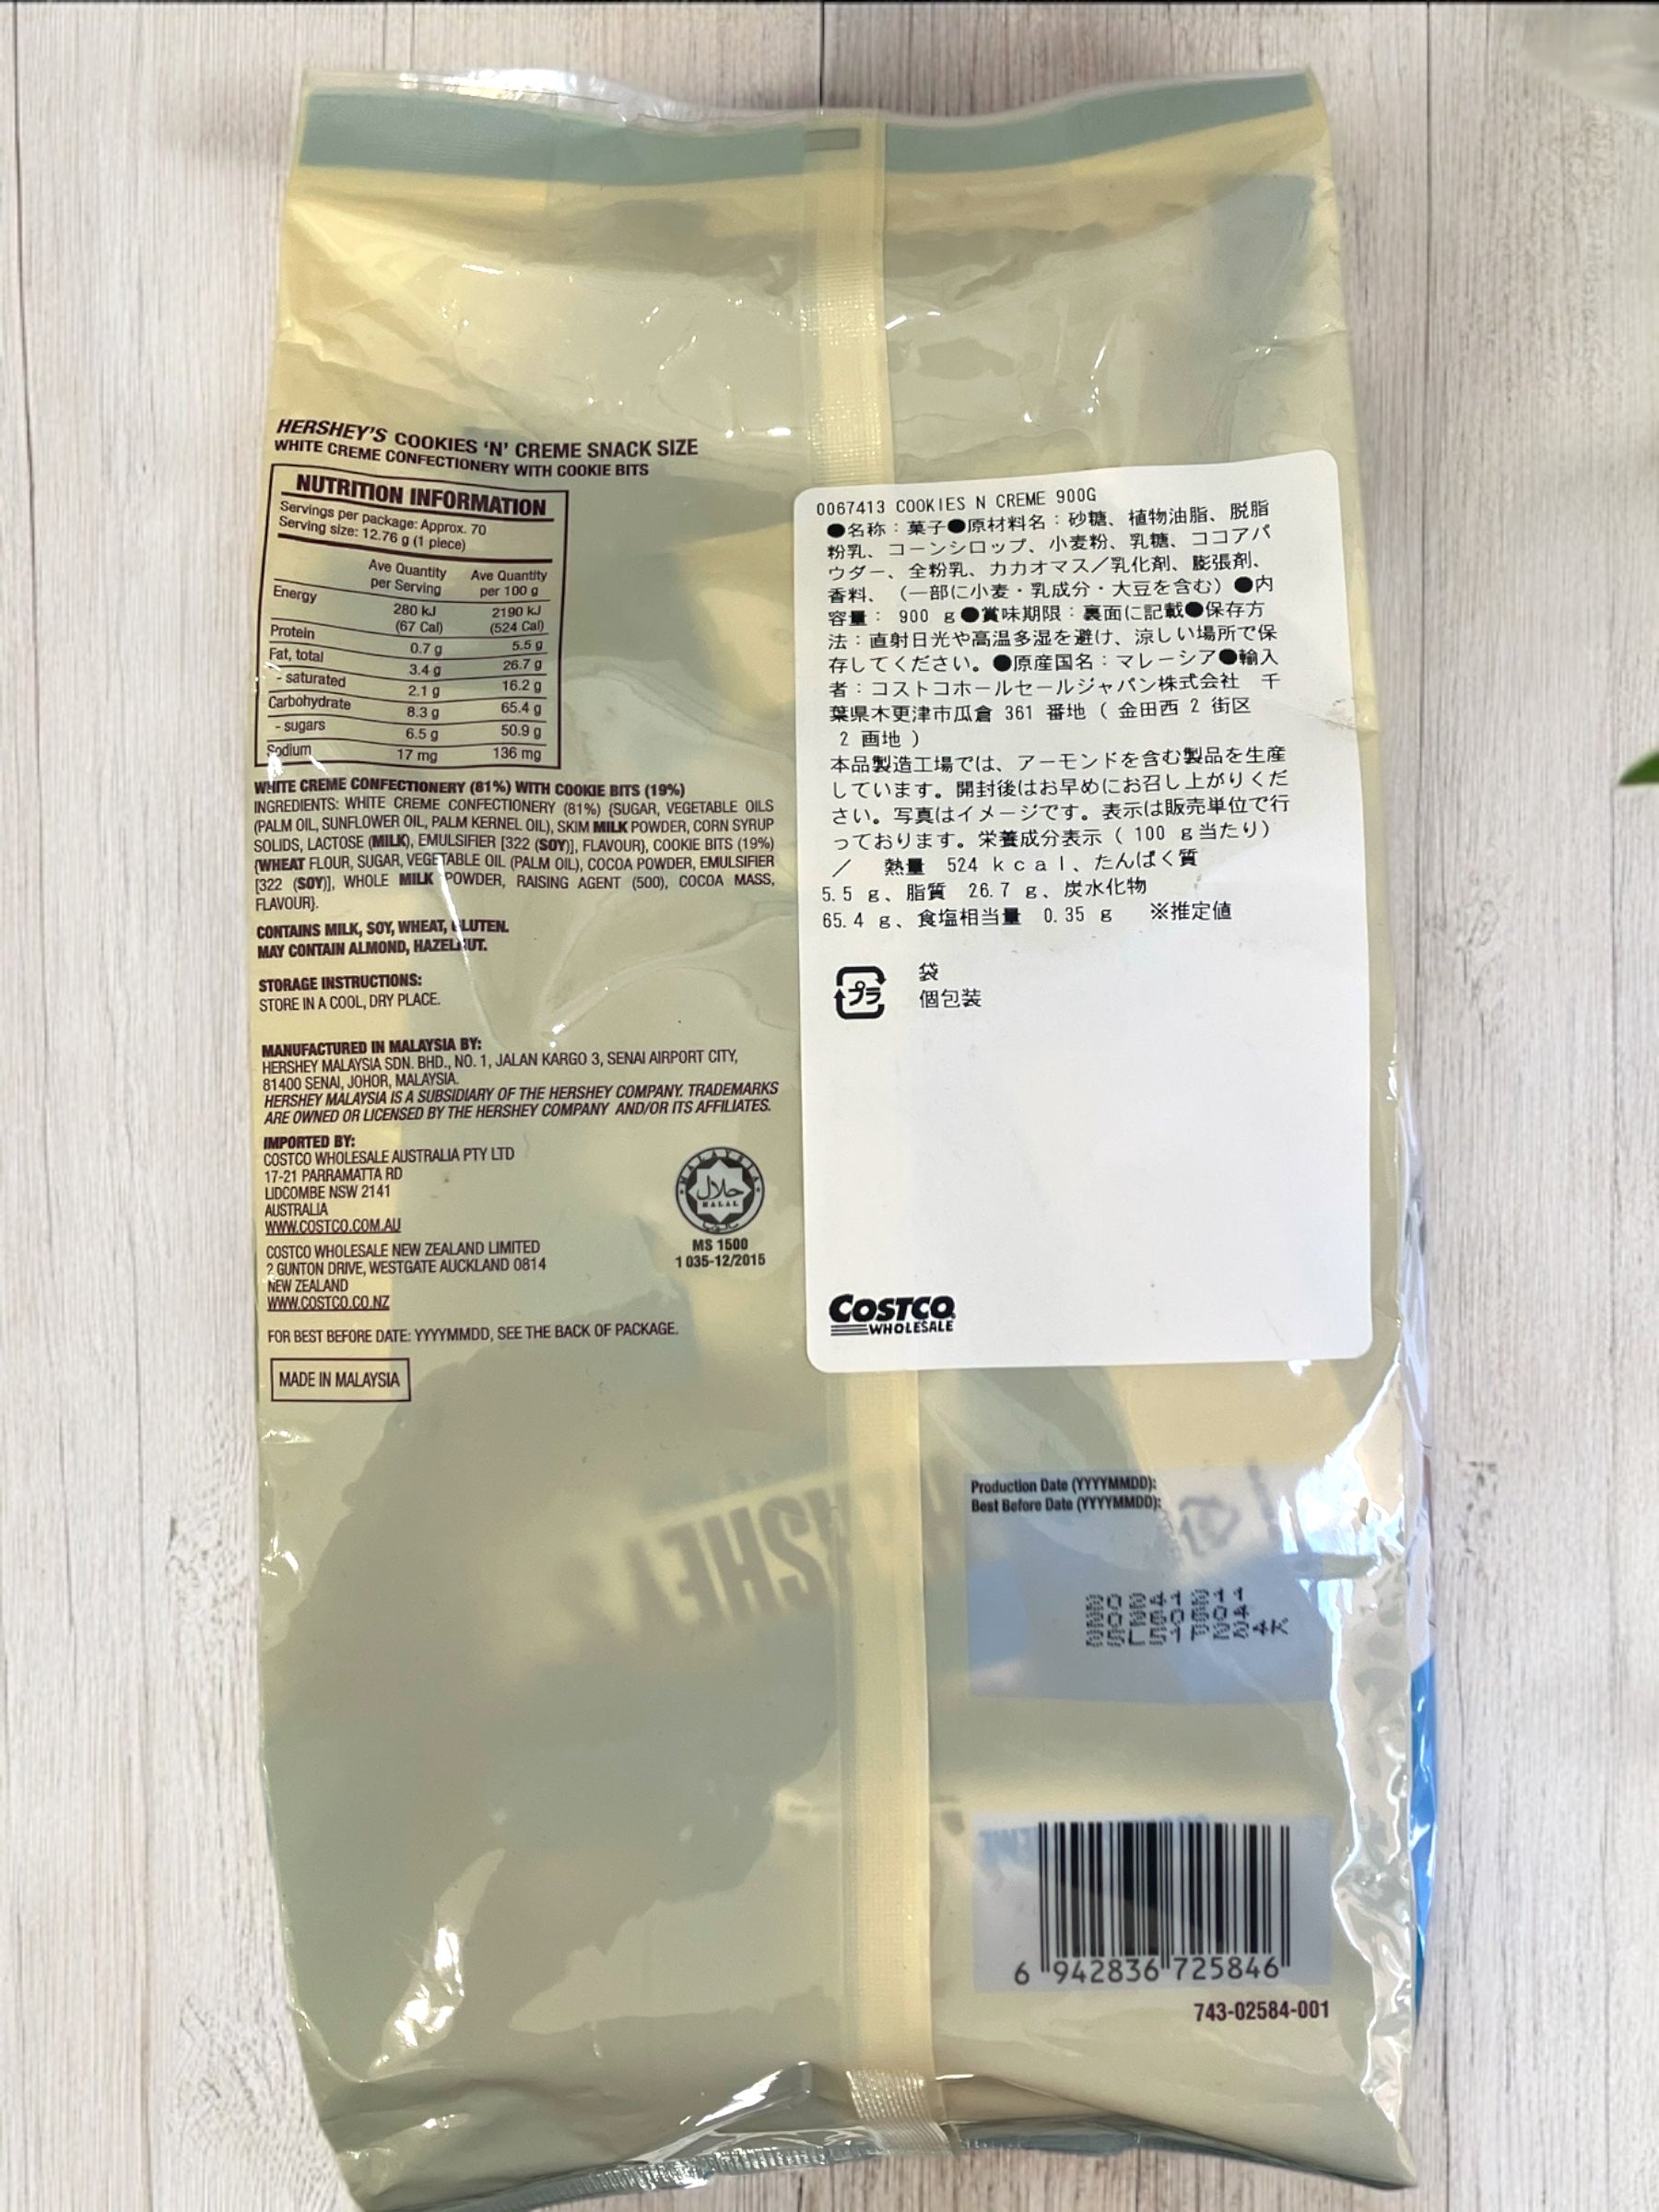 HERSHEY'S COOKIES 'N' CREME SNACK SIZE
WHITE CREME CONFECTIONERY WITH COOKIE BITS
NUTRITION INFORMATION
Servings per package: Approx. 70
Serving size: 12.76 g (1 piece)
Ave Quantity per Serving Ave Quantity per 100 g
Energy 280 kJ 2190 kJ
(67 Cal) (524 Cal)
Protein 0.7 g 5.5 g
Fat, total 3.4 g 26.7 g
- saturated 2.1 g 16.2 g
Carbohydrate 8.3 g 65.4 g
- sugars 6.5 g 50.9 g
Sodium 17 mg 136 mg
WHITE CREME CONFECTIONERY (81%) WITH COOKIE BITS (19%)
INGREDIENTS: WHITE CREME CONFECTIONERY (81%) {SUGAR, VEGETABLE OILS
(PALM OIL, SUNFLOWER OIL, PALM KERNEL OIL), SKIM MILK POWDER, CORN SYRUP
SOLIDS, LACTOSE (MILK), EMULSIFIER [322 (SOY)], FLAVOUR}, COOKIE BITS (19%)
{WHEAT FLOUR, SUGAR, VEGETABLE OIL (PALM OIL), COCOA POWDER, EMULSIFIER
[322 (SOY)], WHOLE MILK POWDER, RAISING AGENT (500), COCOA MASS,
FLAVOUR}.
CONTAINS MILK, SOY, WHEAT, GLUTEN.
MAY CONTAIN ALMOND, HAZELNUT.
STORAGE INSTRUCTIONS:
STORE IN A COOL, DRY PLACE.
MANUFACTURED IN MALAYSIA BY:
HERSHEY MALAYSIA SDN. BHD., NO. 1, JALAN KARGO 3, SENAI AIRPORT CITY,
81400 SENAI, JOHOR, MALAYSIA.
HERSHEY MALAYSIA IS A SUBSIDIARY OF THE HERSHEY COMPANY. TRADEMARKS
ARE OWNED OR LICENSED BY THE HERSHEY COMPANY AND/OR ITS AFFILIATES.
IMPORTED BY:
COSTCO WHOLESALE AUSTRALIA PTY LTD
17-21 PARRAMATTA RD
LIDCOMBE NSW 2141
AUSTRALIA
WWW.COSTCO.COM.AU
COSTCO WHOLESALE NEW ZEALAND LIMITED
2 GUNTON DRIVE, WESTGATE AUCKLAND 0814
NEW ZEALAND
WWW.COSTCO.CO.NZ
MALAYSIA
حلال
HALAL
MS 1500
1 035-12/2015
FOR BEST BEFORE DATE: YYYYMMDD, SEE THE BACK OF PACKAGE.
MADE IN MALAYSIA
0067413 COOKIES N CREME 900G
●名称：菓子●原材料名：砂糖、植物油脂、脱脂
粉乳、コーンシロップ、小麦粉、乳糖、ココアパ
ウダー、全粉乳、カカオマス／乳化剤、膨張剤、
香料、（一部に小麦・乳成分・大豆を含む）●内
容量： 900 ｇ●賞味期限：裏面に記載●保存方
法：直射日光や高温多湿を避け、涼しい場所で保
存してください。●原産国名：マレーシア●輸入
者：コストコホールセールジャパン株式会社 千
葉県木更津市瓜倉 361 番地（ 金田西 2 街区
2 画地 ）
本品製造工場では、アーモンドを含む製品を生産
しています。開封後はお早めにお召し上がりくだ
さい。写真はイメージです。表示は販売単位で行
っております。栄養成分表示（ 100 ｇ当たり）
／ 熱量 524 ｋｃａｌ、たんぱく質
5.5 ｇ、脂質 26.7 ｇ、炭水化物
65.4 ｇ、食塩相当量 0.35 ｇ ※推定値
プラ
袋
個包装
COSTCO
WHOLESALE
Production Date (YYYYMMDD):
Best Before Date (YYYYMMDD):
20241211
6 942836 725846
743-02584-001